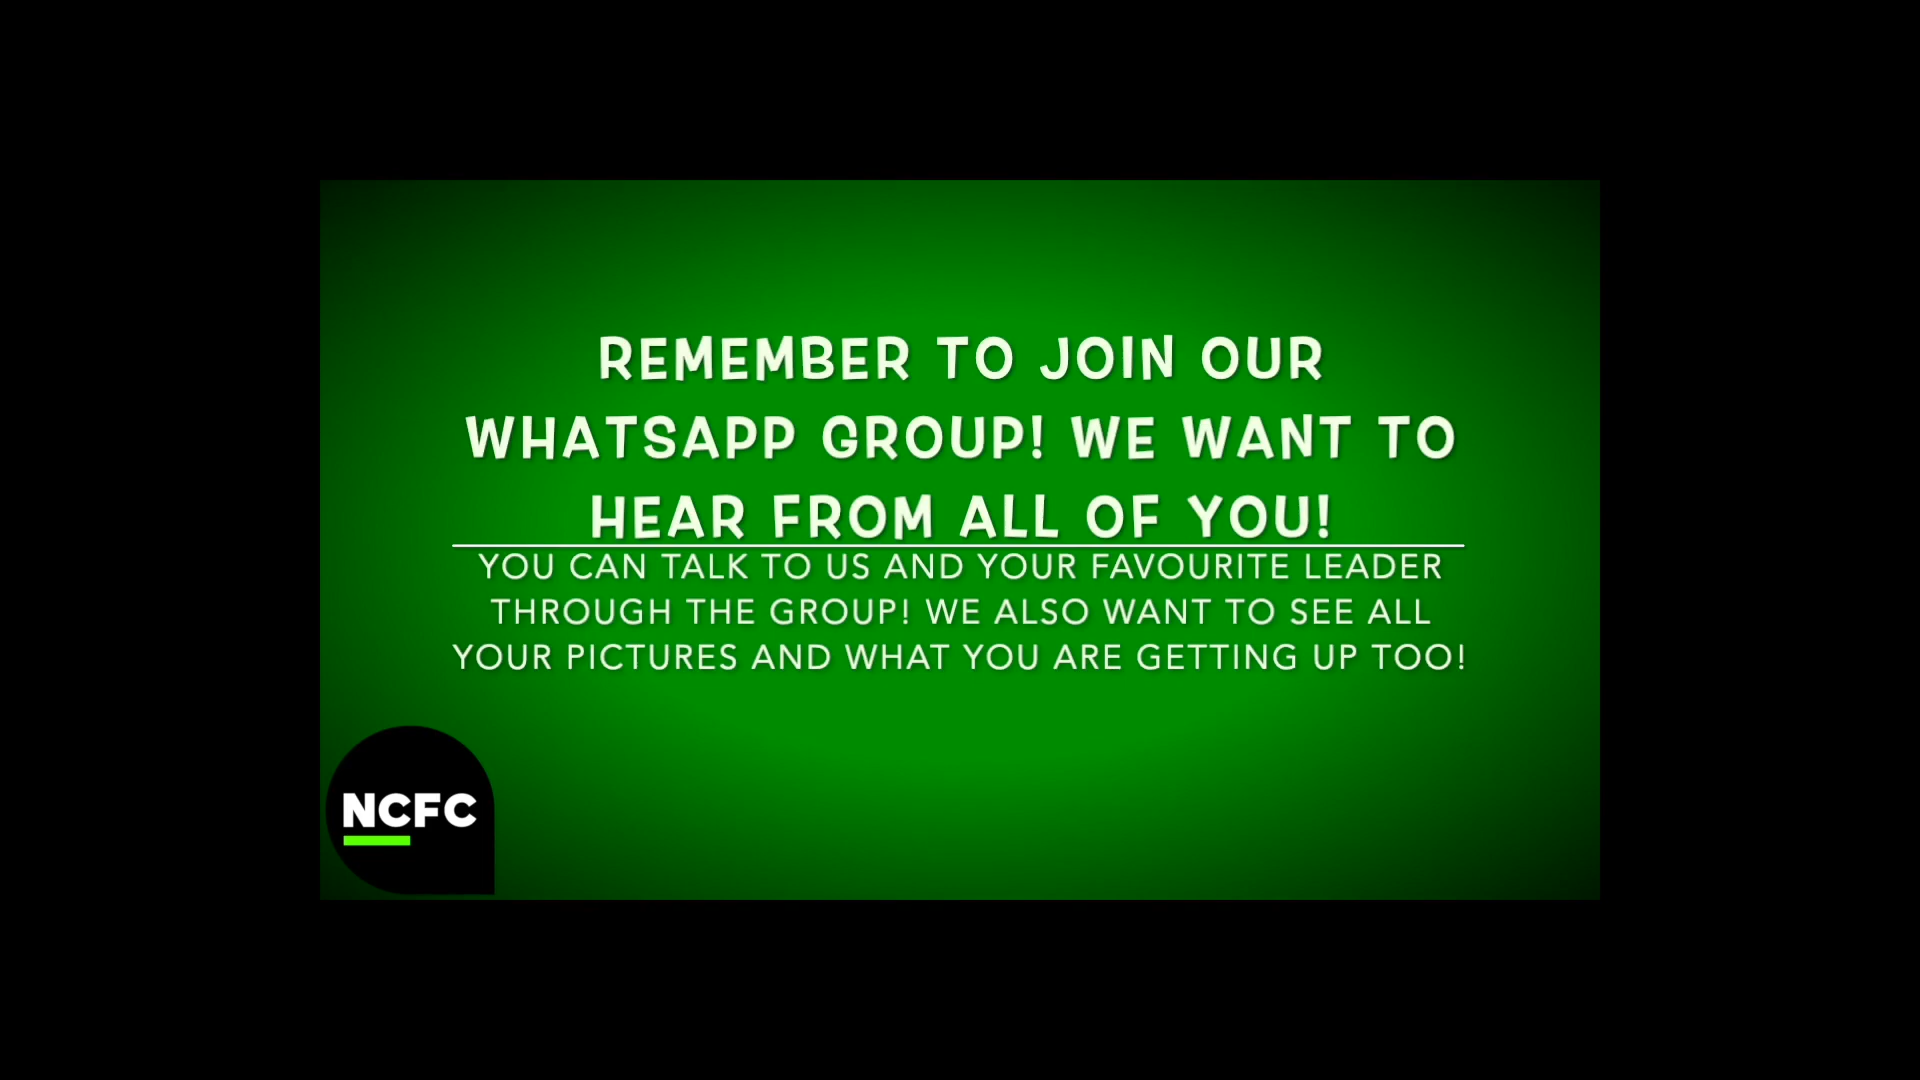 REMEMBER TO JOIN OUR
WHATSAPP GROUP! WE WANT TO
HEAR FROM ALL OF YOU!
YOU CAN TALK TO US AND YOUR FAVOURITE LEADER
THROUGH THE GROUP! WE ALSO WANT TO SEE ALL
YOUR PICTURES AND WHAT YOU ARE GETTING UP TOO!
NCFC